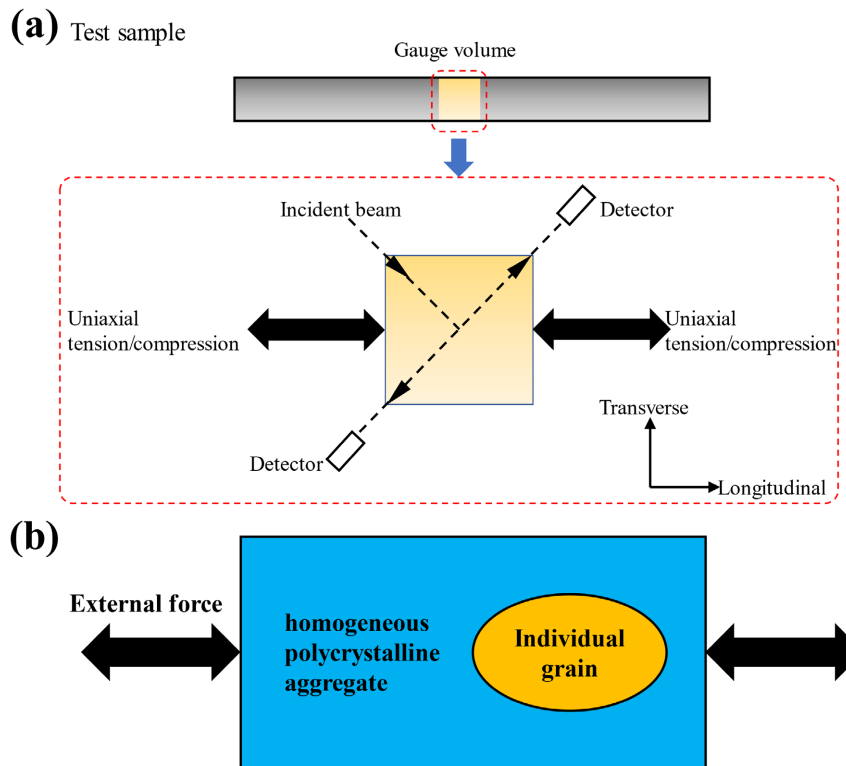 (a) Test sample
Gauge volume
Incident beam
Detector
Uniaxial
tension/compression
Uniaxial
tension/compression
Transverse
Detector
Longitudinal
(b)
External force
homogeneous
polycrystalline
aggregate
Individual
grain